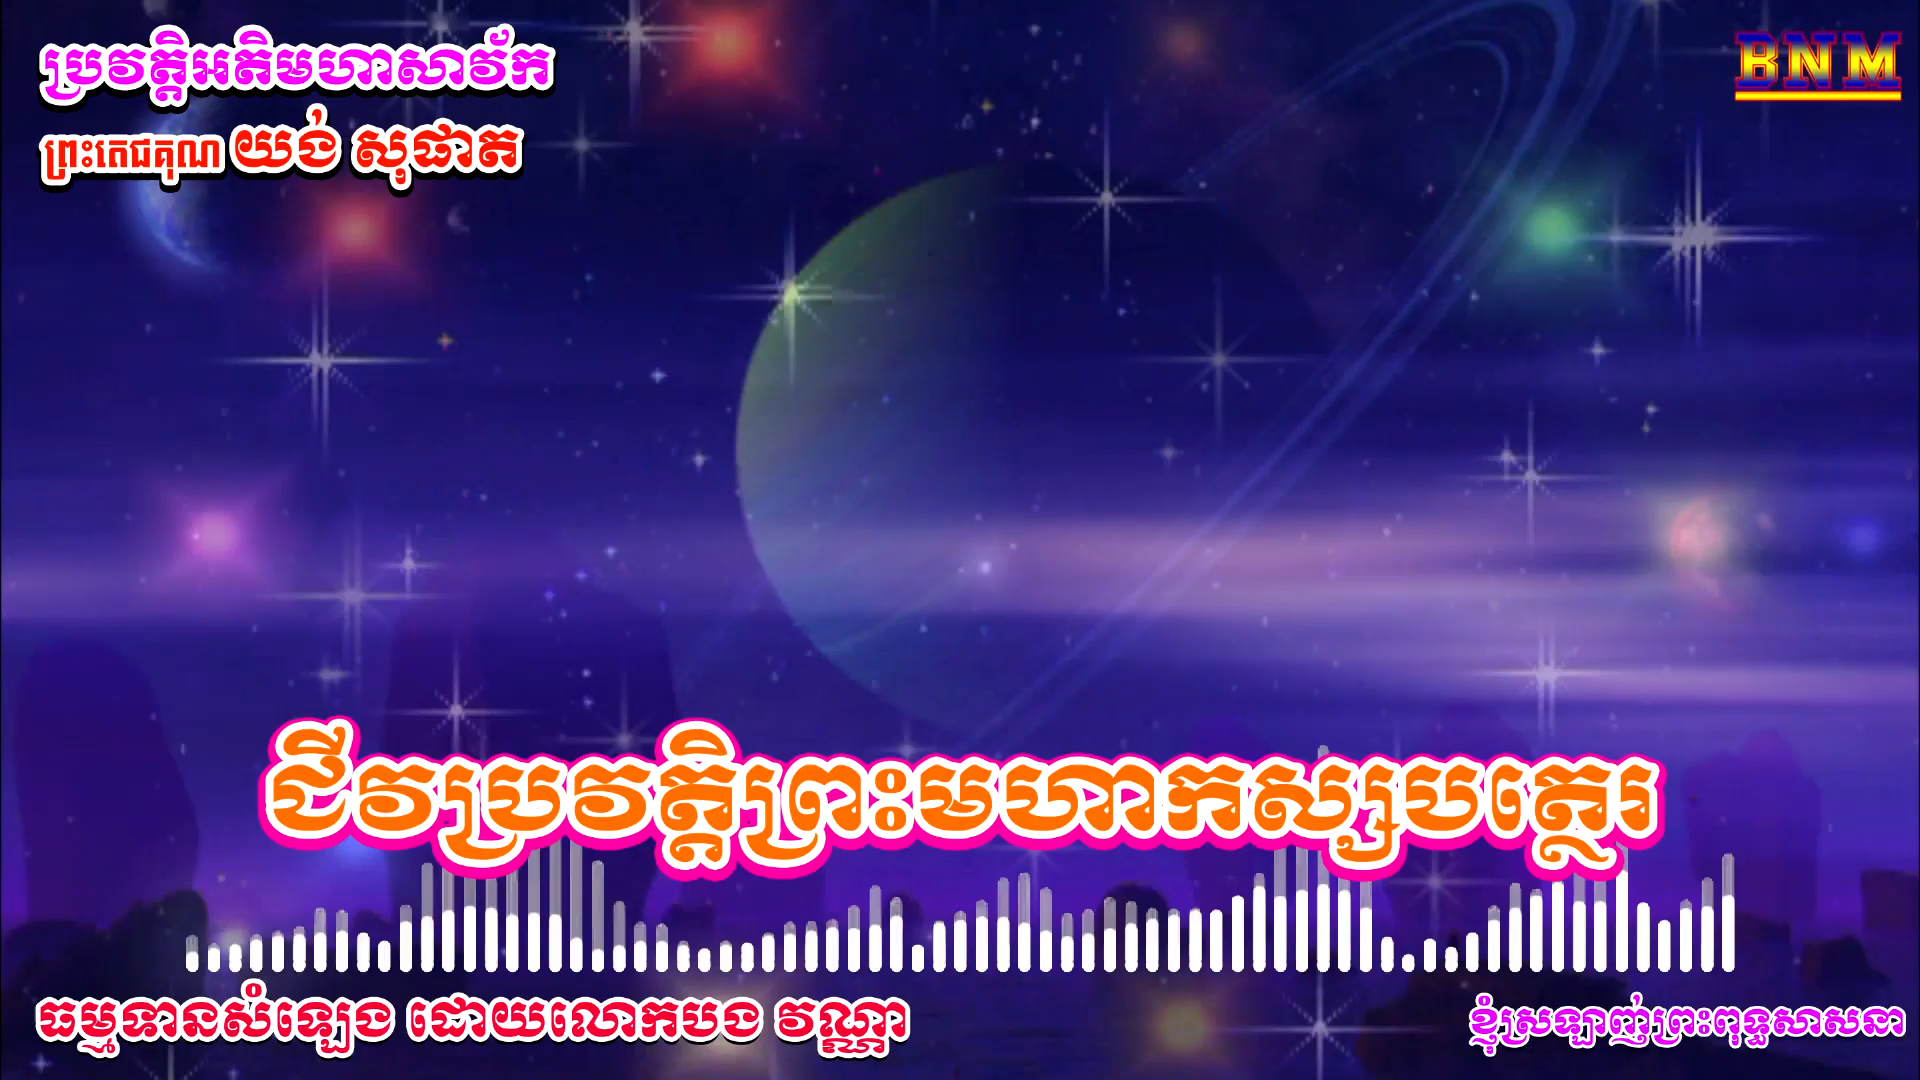 ប្រវត្តិអតិមហាសាវ័ក
BNM
ព្រះតេជគុណ យង់ សុផាត
ជីវប្រវត្តិព្រះមហាកស្សបត្ថេរ
ធម្មទានសំឡេង ដោយលោកបង វណ្ណា
ខ្ញុំស្រឡាញ់ព្រះពុទ្ធសាសនា